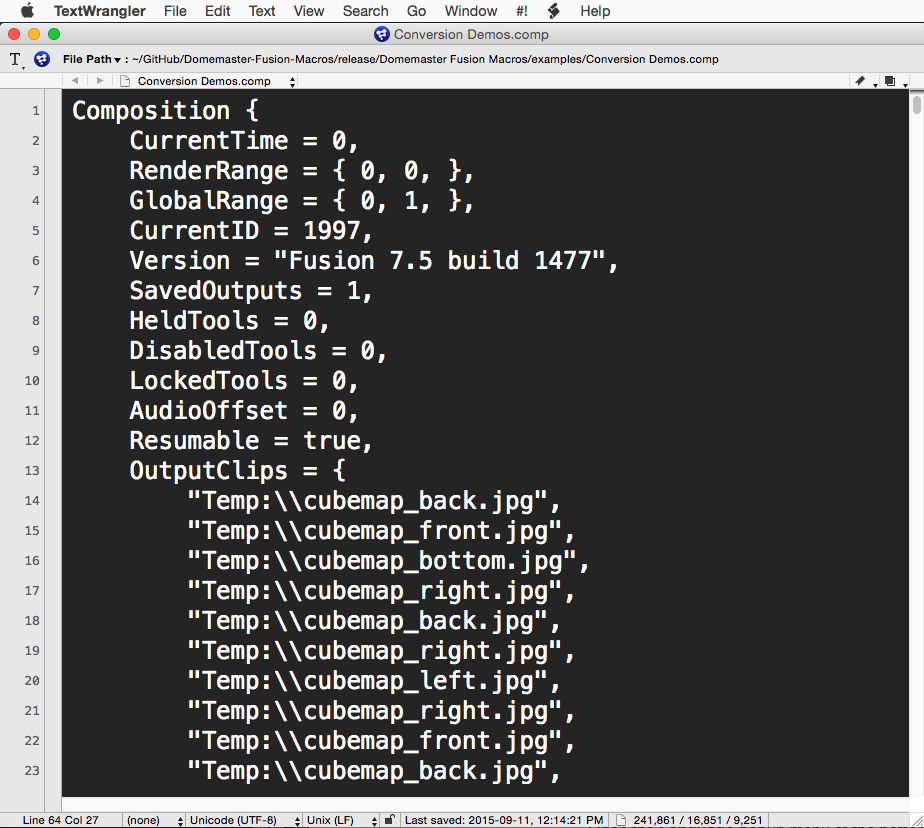 TextWrangler File Edit Text View Search Go Window #! Help
Conversion Demos.comp
T File Path ▾ : ~/GitHub/Domemaster-Fusion-Macros/release/Domemaster Fusion Macros/examples/Conversion Demos.comp
Conversion Demos.comp
1 Composition {
2 CurrentTime = 0,
3 RenderRange = { 0, 0, },
4 GlobalRange = { 0, 1, },
5 CurrentID = 1997,
6 Version = "Fusion 7.5 build 1477",
7 SavedOutputs = 1,
8 HeldTools = 0,
9 DisabledTools = 0,
10 LockedTools = 0,
11 AudioOffset = 0,
12 Resumable = true,
13 OutputClips = {
14 "Temp:\\cubemap_back.jpg",
15 "Temp:\\cubemap_front.jpg",
16 "Temp:\\cubemap_bottom.jpg",
17 "Temp:\\cubemap_right.jpg",
18 "Temp:\\cubemap_back.jpg",
19 "Temp:\\cubemap_right.jpg",
20 "Temp:\\cubemap_left.jpg",
21 "Temp:\\cubemap_right.jpg",
22 "Temp:\\cubemap_front.jpg",
23 "Temp:\\cubemap_back.jpg",
Line 64 Col 27 (none) Unicode (UTF-8) Unix (LF) Last saved: 2015-09-11, 12:14:21 PM 241,861 / 16,851 / 9,251